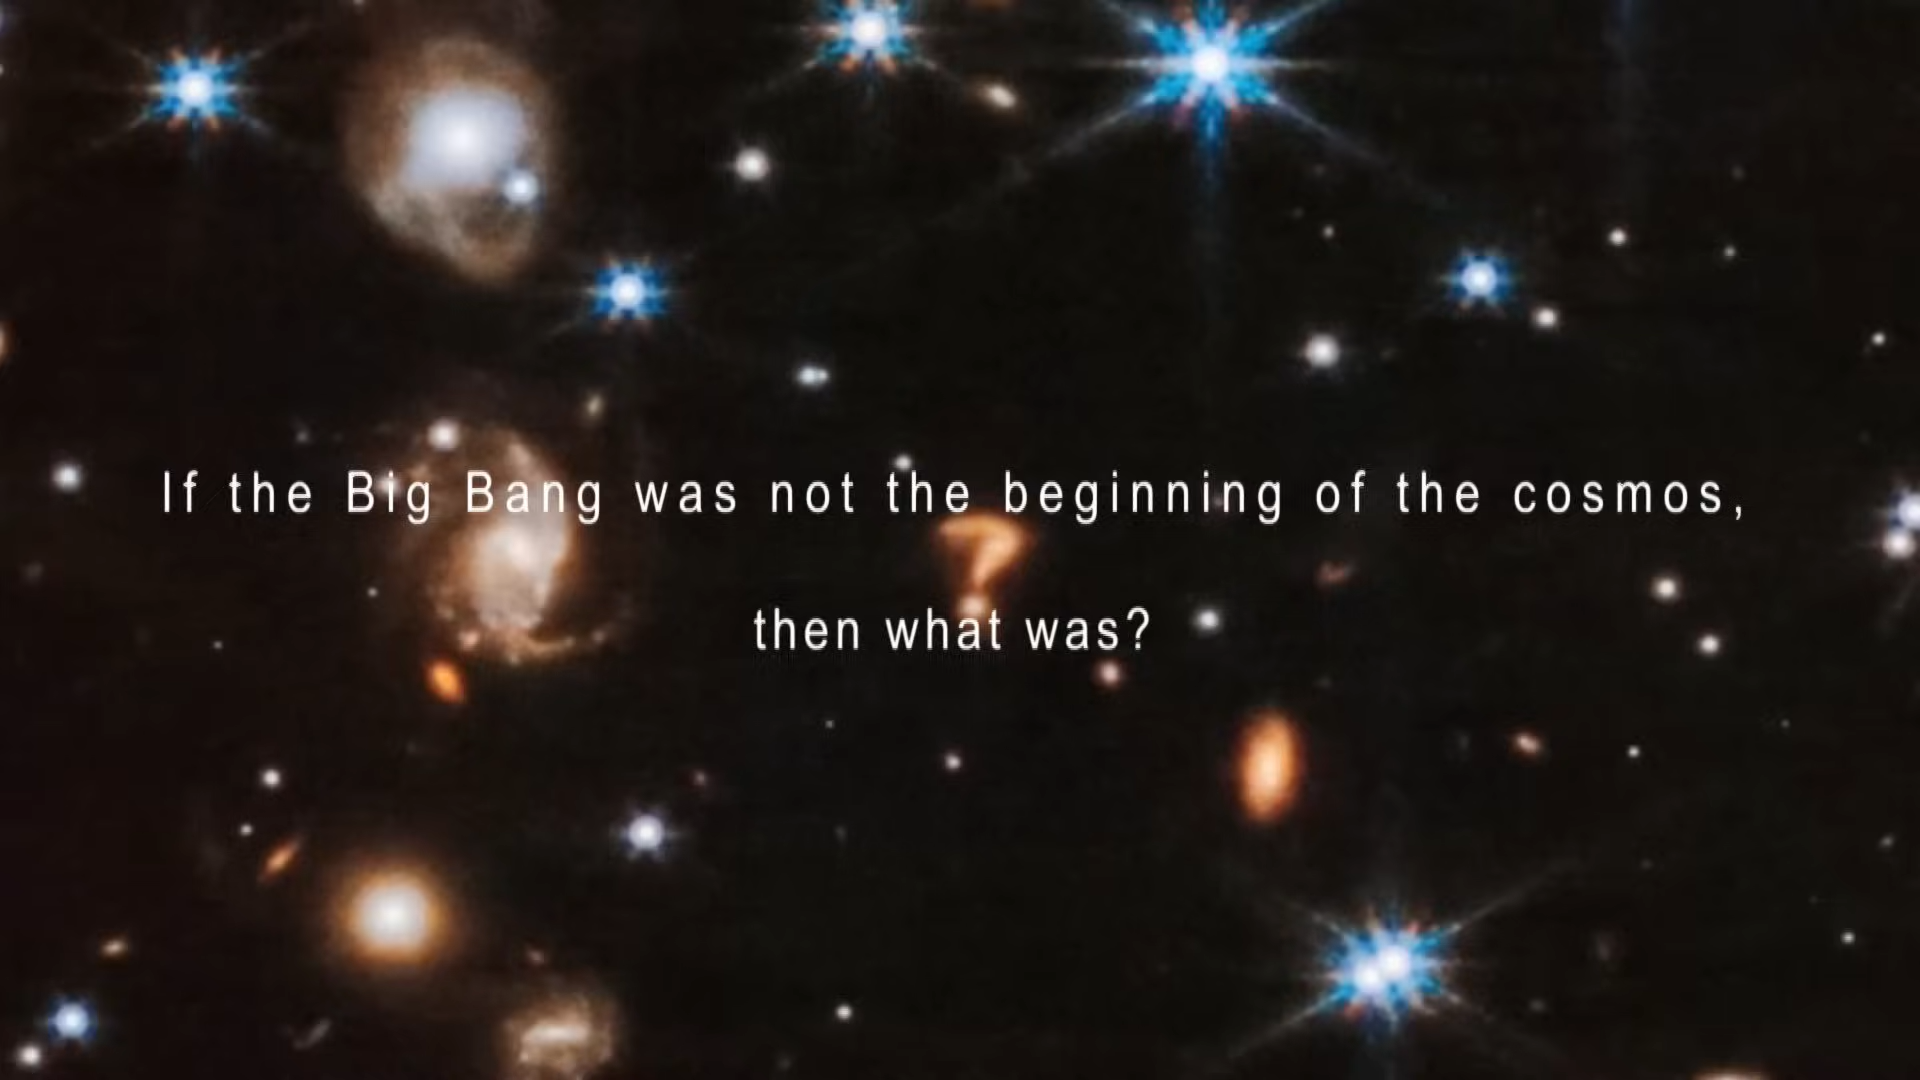 If the Big Bang was not the beginning of the cosmos,
then what was?